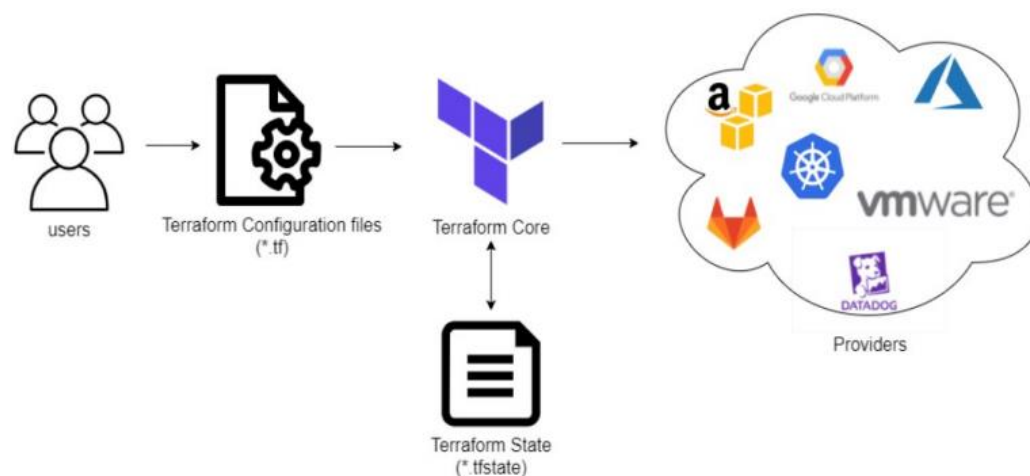 users
Terraform Configuration files
(*.tf)
Terraform Core
Terraform State
(*.tfstate)
a
Google Cloud Platform
vmware®
DATADOG
Providers